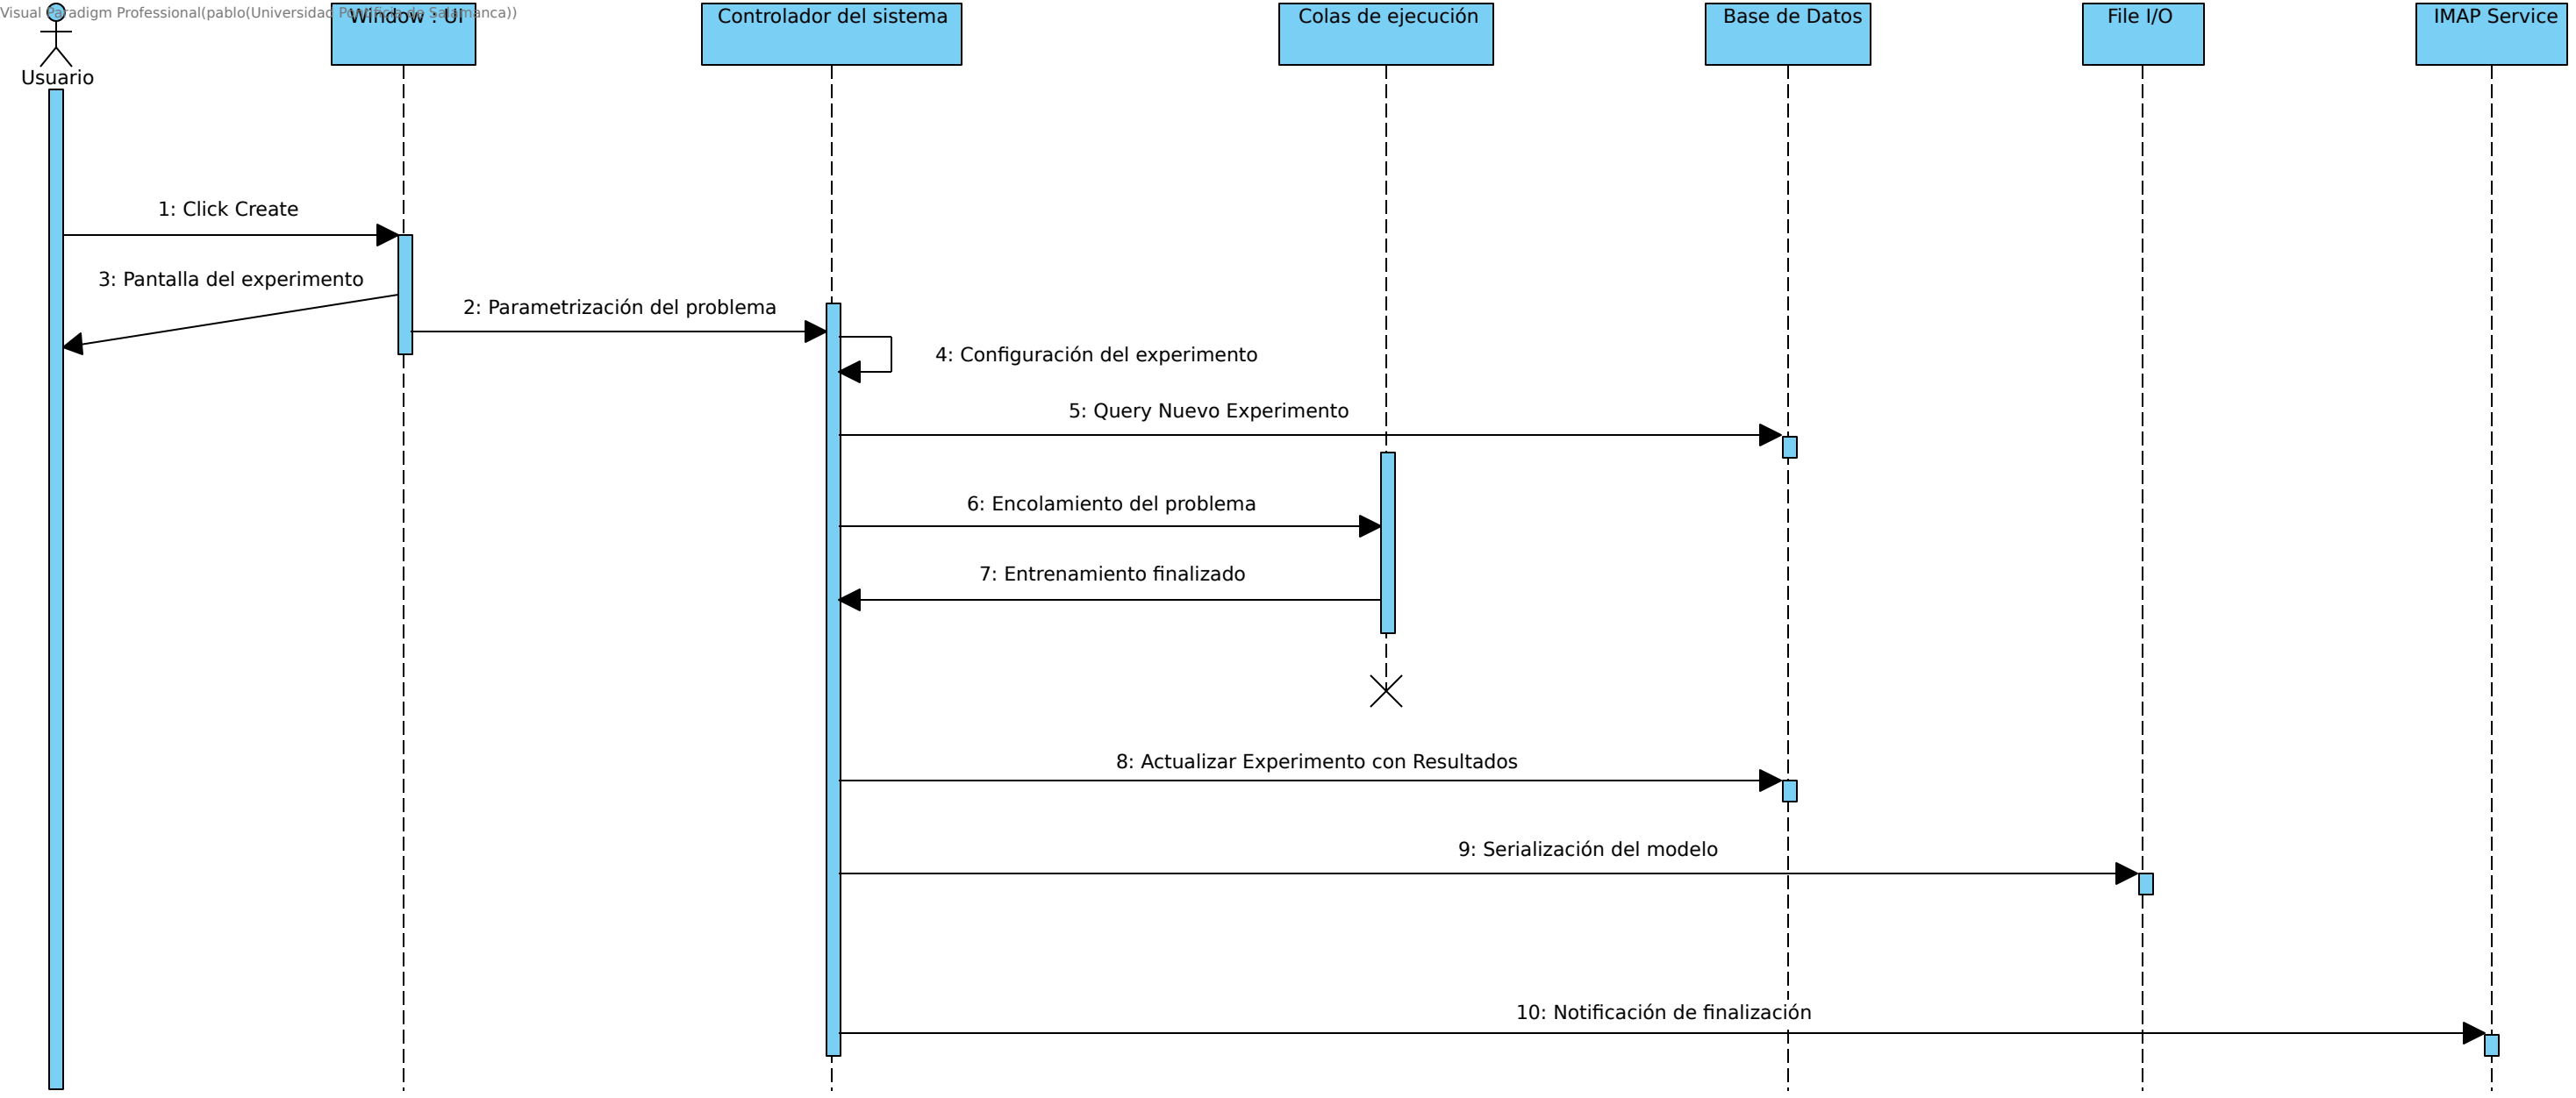 Visual Paradigm Professional(pablo(Universidad Pontificia de Salamanca))
Usuario
Window : UI
Controlador del sistema
Colas de ejecución
Base de Datos
File I/O
IMAP Service
1: Click Create
3: Pantalla del experimento
2: Parametrización del problema
4: Configuración del experimento
5: Query Nuevo Experimento
6: Encolamiento del problema
7: Entrenamiento finalizado
8: Actualizar Experimento con Resultados
9: Serialización del modelo
10: Notificación de finalización